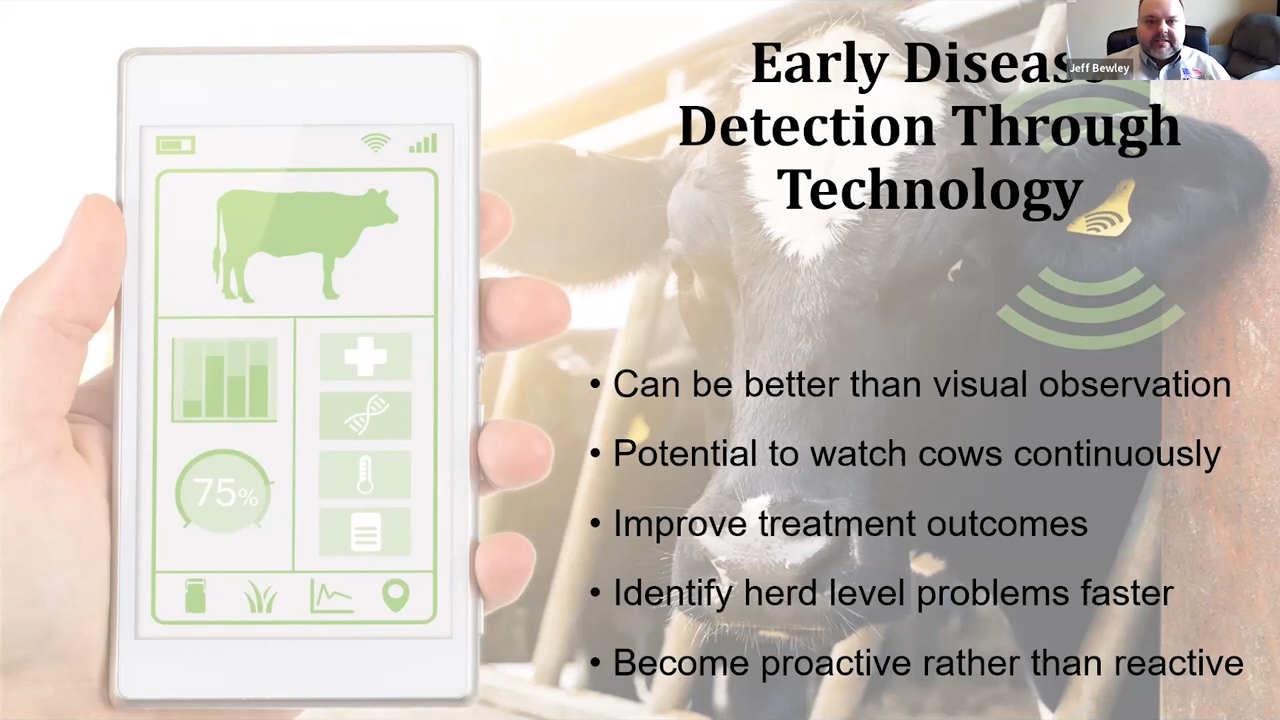 Early Disease
Jeff Bewley
Detection Through
Technology
75%
• Can be better than visual observation
• Potential to watch cows continuously
• Improve treatment outcomes
• Identify herd level problems faster
• Become proactive rather than reactive